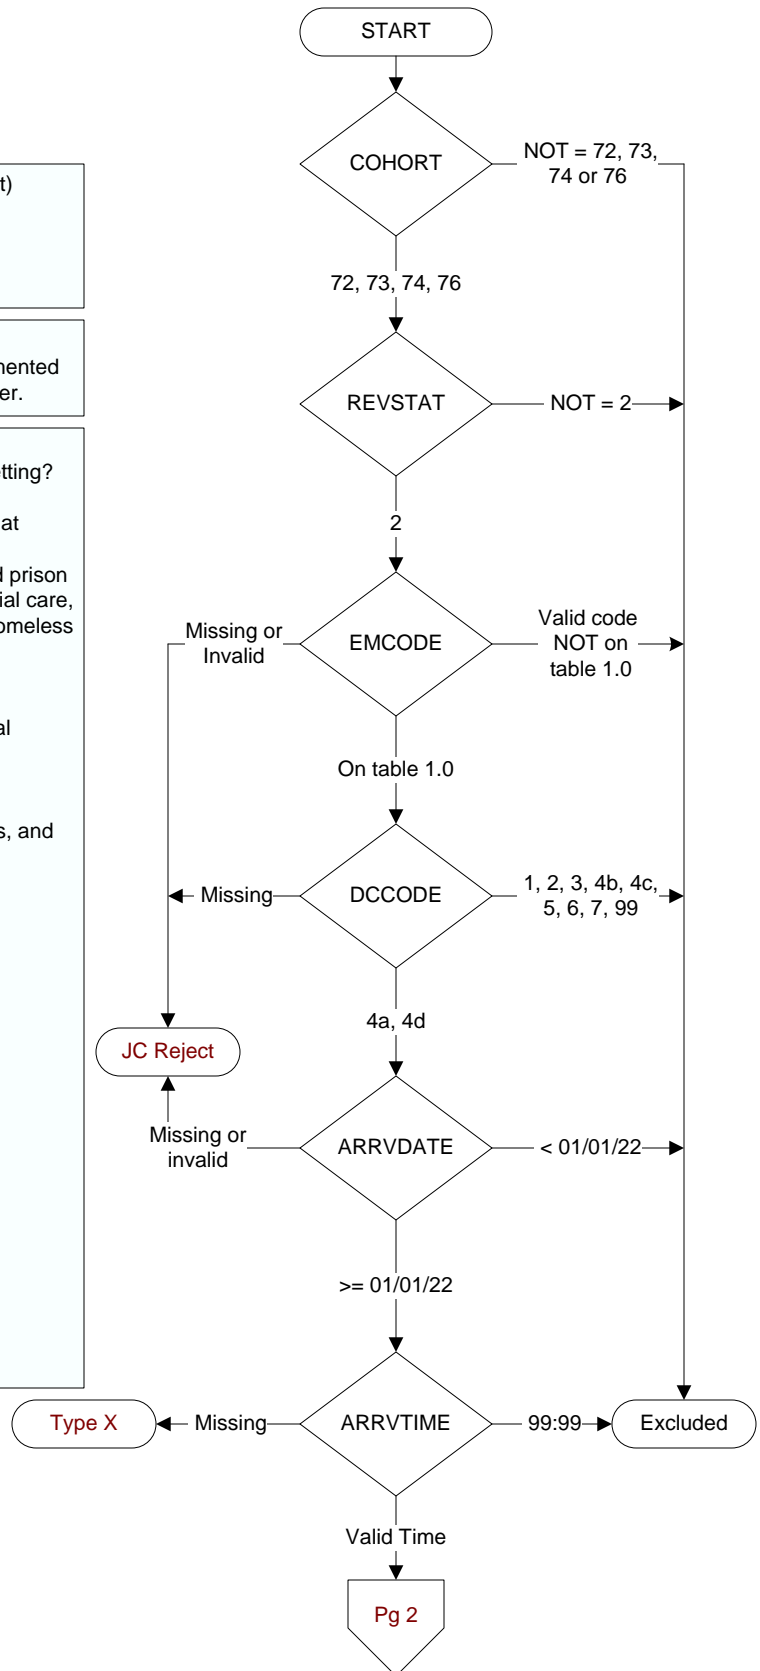 START
COHORT
NOT = 72, 73,
74 or 76
t)
72, 73, 74, 76
REVSTAT
NOT = 2
nented
er.
2
etting?
at
d prison
ial care,
omeless
al
s, and
EMCODE
Missing or
Invalid
Valid code
NOT on
table 1.0
On table 1.0
DCCODE
Missing
1, 2, 3, 4b, 4c,
5, 6, 7, 99
4a, 4d
JC Reject
ARRVDATE
Missing or
invalid
< 01/01/22
>= 01/01/22
ARRVTIME
Missing
Type X
99:99
Excluded
Valid Time
Pg 2